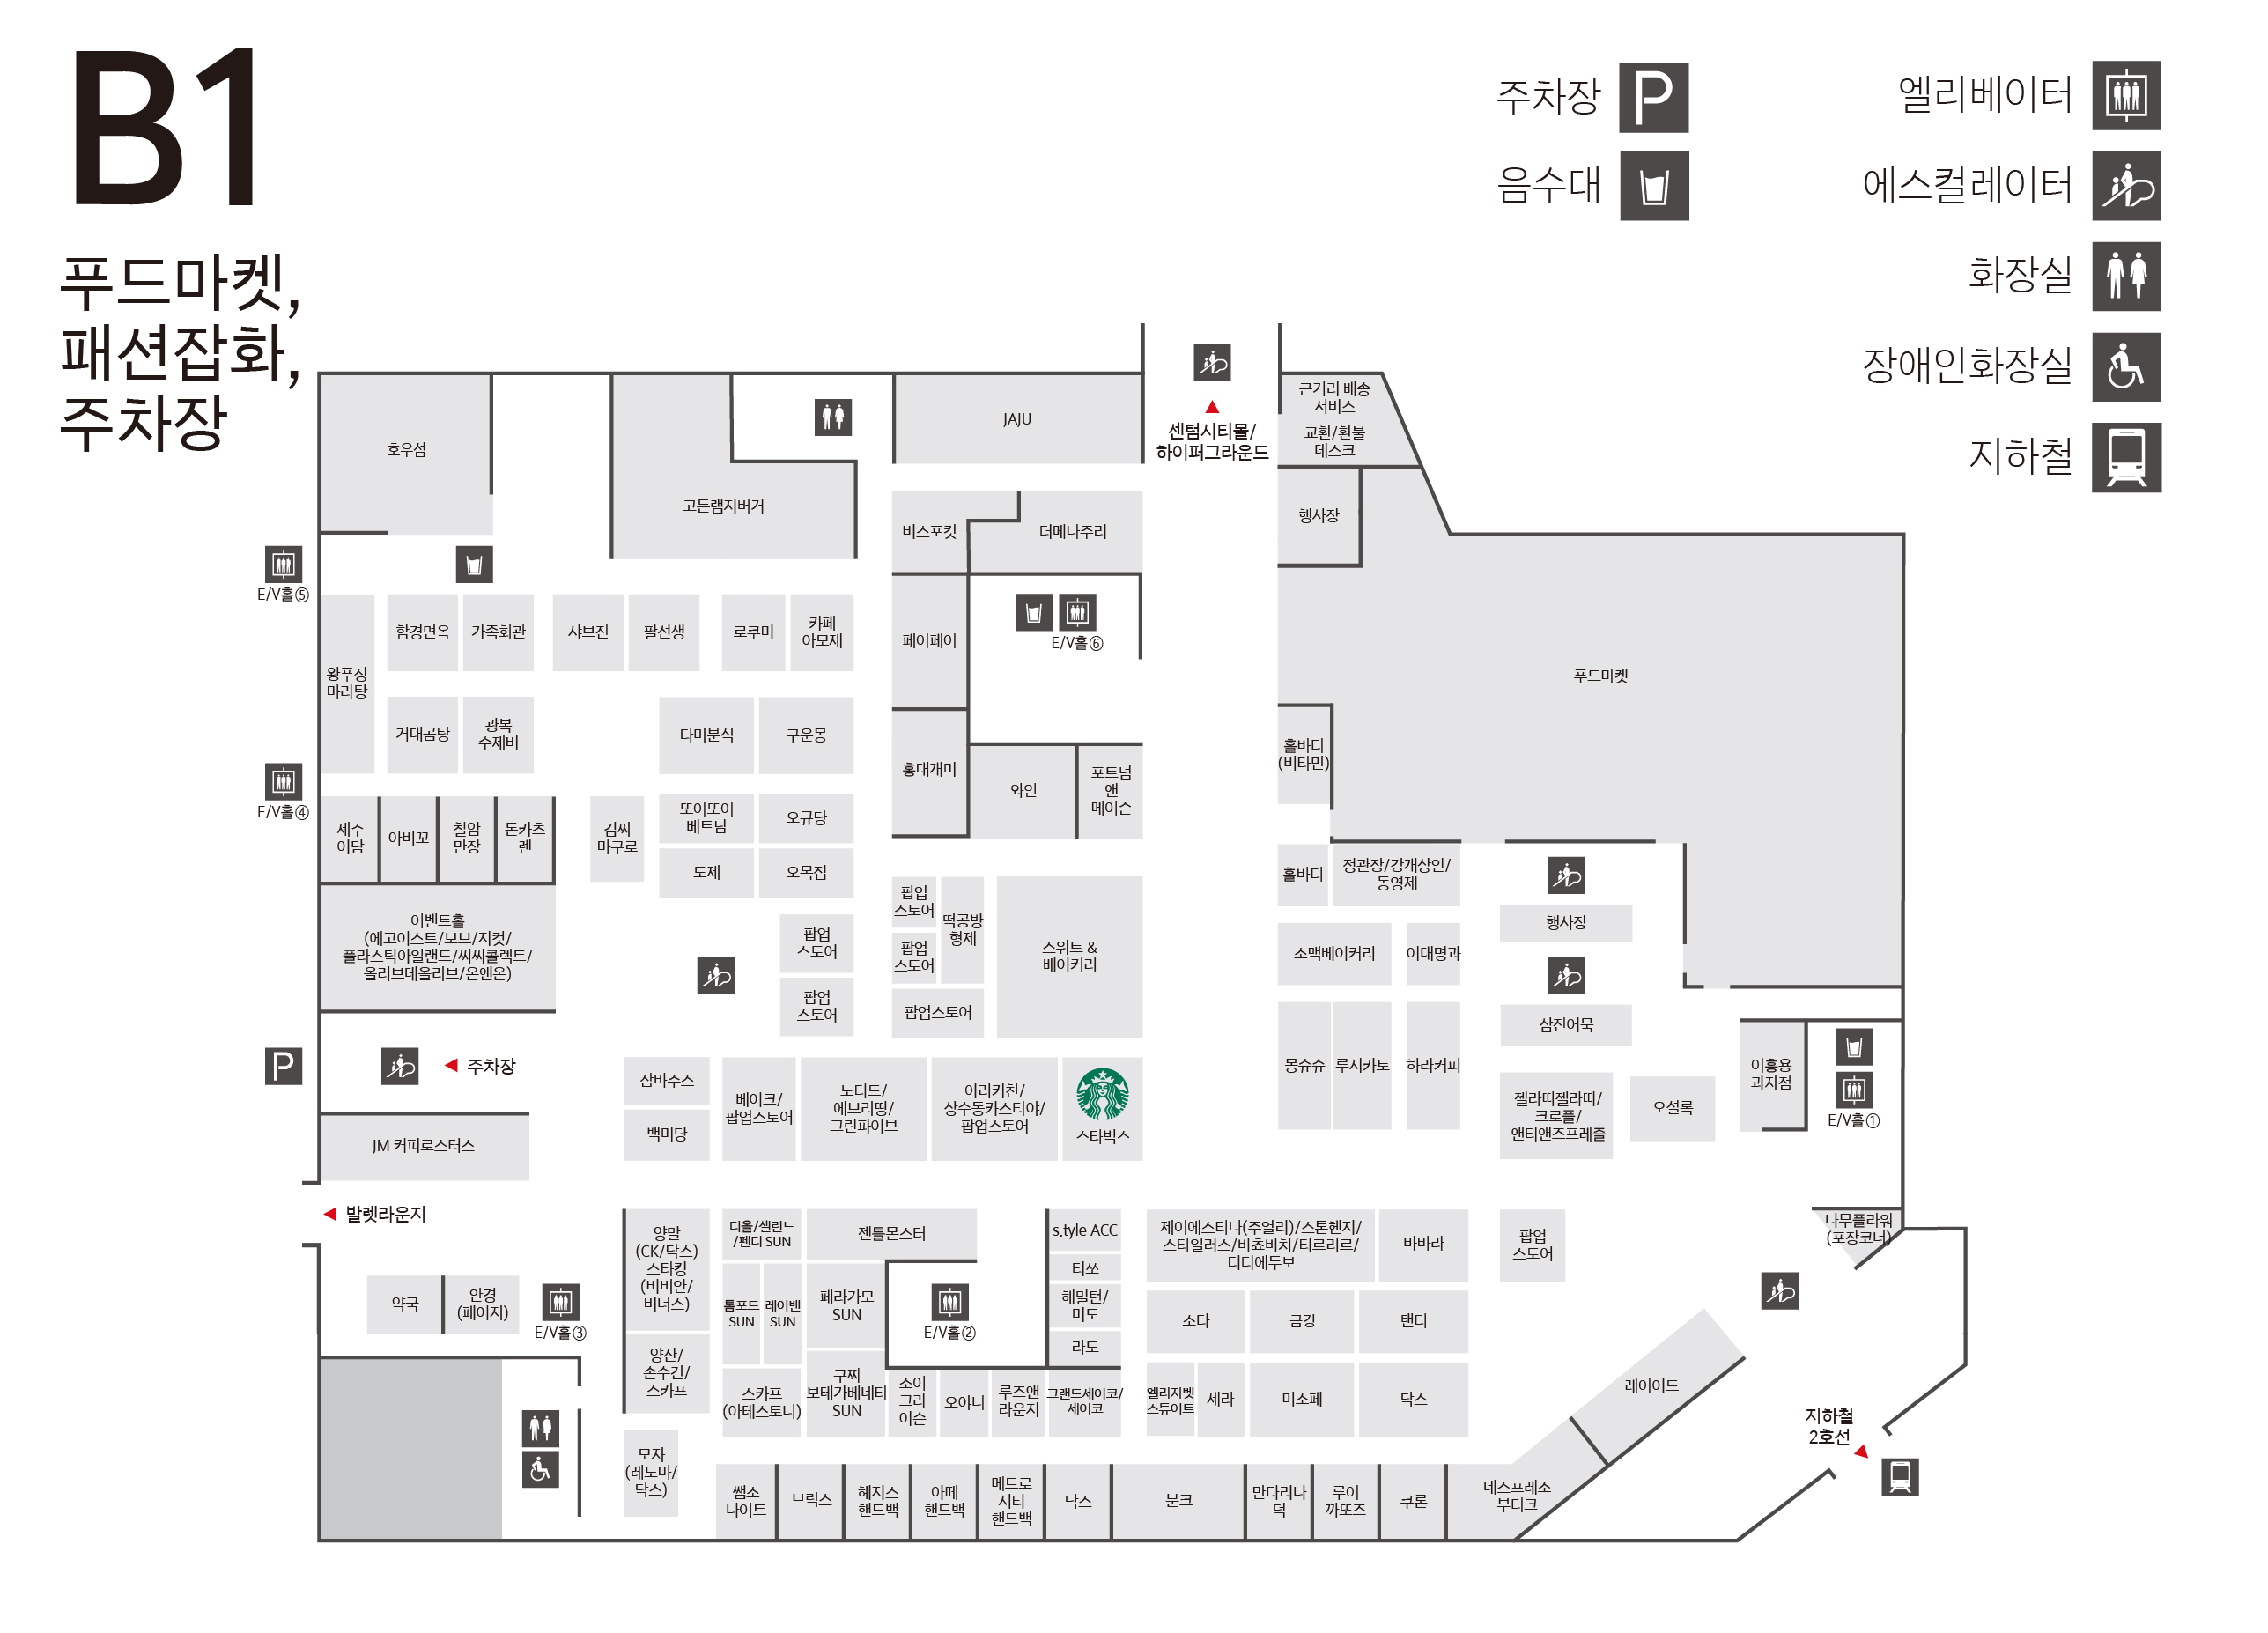 B1
푸드마켓,
패션잡화,
주차장
주차장
P
음수대
엘리베이터
에스컬레이터
화장실
장애인화장실
지하철
호우섬
고든램지버거
JAJU
센텀시티몰/
하이퍼그라운드
근거리 배송
서비스
교환/환불
데스크
행사장
비스포킷
더메나주리
E/V홀⑤
E/V홀⑥
왕푸징
마라탕
함경면옥
가족회관
샤브진
팔선생
로쿠미
카페
아모제
페이페이
푸드마켓
거대곰탕
광복
수제비
다미분식
구운몽
홍대개미
와인
포트넘
앤
메이슨
홀바디
(비타민)
E/V홀④
제주
어담
아비꼬
칠암
만장
돈카츠
렌
김씨
마구로
또이또이
베트남
오규당
도제
오목집
홀바디
정관장/강개상인/
동영제
이벤트홀
(에고이스트/보브/지컷/
플라스틱아일랜드/씨씨콜렉트/
올리브데올리브/온앤온)
팝업
스토어
팝업
스토어
팝업
스토어
팝업
스토어
떡공방
형제
팝업스토어
스위트 &
베이커리
소맥베이커리
이대명과
행사장
삼진어묵
몽슈슈
루시카토
하라커피
P
주차장
잠바주스
백미당
베이크/
팝업스토어
노티드/
에브리띵/
그린파이브
아리키친/
상수동카스티야/
팝업스토어
스타벅스
젤라띠젤라띠/
크로플/
앤티앤즈프레즐
오설록
이흥용
과자점
E/V홀①
JM 커피로스터스
발렛라운지
양말
(CK/닥스)
스타킹
(비비안/
비너스)
디올/셀린느
/펜디 SUN
젠틀몬스터
s.tyle ACC
티쏘
해밀턴/
미도
라도
제이에스티나(주얼리)/스톤헨지/
스타일러스/바쵸바치/티르리르/
디디에두보
바바라
팝업
스토어
나무플라워
(포장코너)
약국
안경
(페이지)
E/V홀③
톰포드
SUN
레이벤
SUN
페라가모
SUN
E/V홀②
소다
금강
탠디
양산/
손수건/
스카프
스카프
(아테스토니)
구찌
보테가베네타
SUN
조이
그라
이슨
오야니
루즈앤
라운지
그랜드세이코/
세이코
엘리자벳
스튜어트
세라
미소페
닥스
레이어드
지하철
2호선
모자
(레노마/
닥스)
쌤소
나이트
브릭스
헤지스
핸드백
아떼
핸드백
메트로
시티
핸드백
닥스
분크
만다리나
덕
루이
까또즈
쿠론
네스프레소
부티크